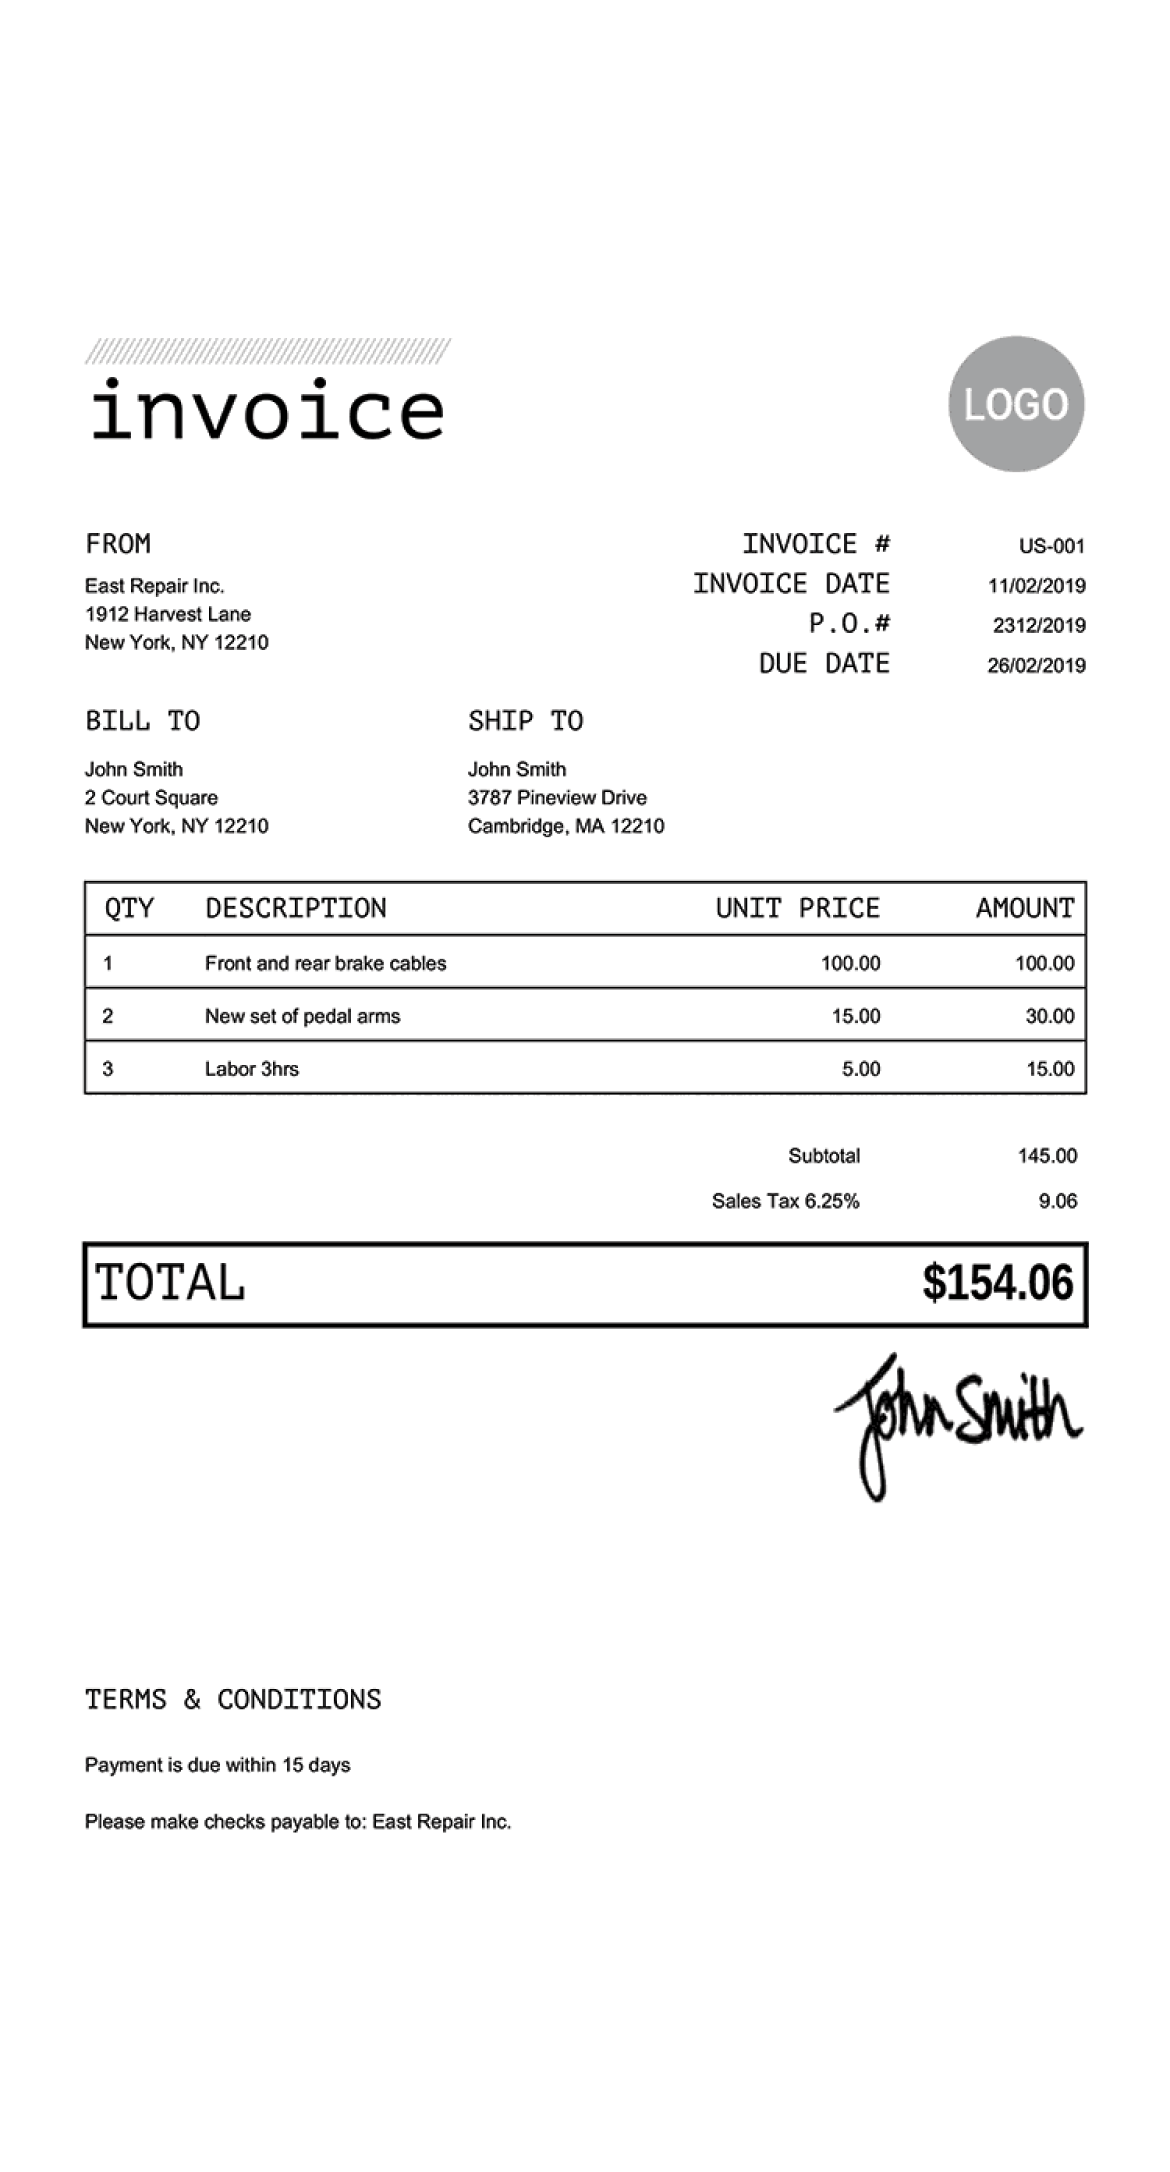 invoice
LOGO
FROM
East Repair Inc.
1912 Harvest Lane
New York, NY 12210
INVOICE # US-001
INVOICE DATE 11/02/2019
P.O.# 2312/2019
DUE DATE 26/02/2019
BILL TO
John Smith
2 Court Square
New York, NY 12210
SHIP TO
John Smith
3787 Pineview Drive
Cambridge, MA 12210
QTY DESCRIPTION UNIT PRICE AMOUNT
1 Front and rear brake cables 100.00 100.00
2 New set of pedal arms 15.00 30.00
3 Labor 3hrs 5.00 15.00
Subtotal 145.00
Sales Tax 6.25% 9.06
TOTAL $154.06
John Smith
TERMS & CONDITIONS
Payment is due within 15 days
Please make checks payable to: East Repair Inc.